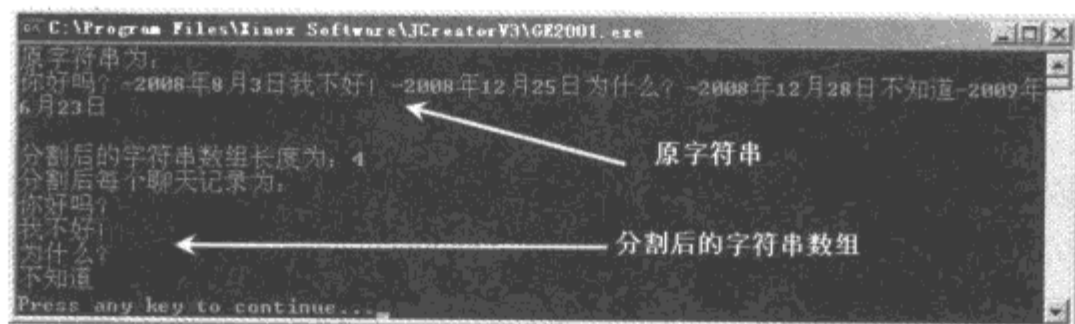 C:\Program Files\Xinox Software\JCreatorV3\GE2001.exe
原字符串为：
你好吗？-2008年8月3日我不好！-2008年12月25日为什么？-2008年12月28日不知道-2009年
6月23日
原字符串
分割后的字符串数组长度为：4
分割后每个聊天记录为：
你好吗？
我不好！
为什么？
分割后的字符串数组
不知道
Press any key to continue...